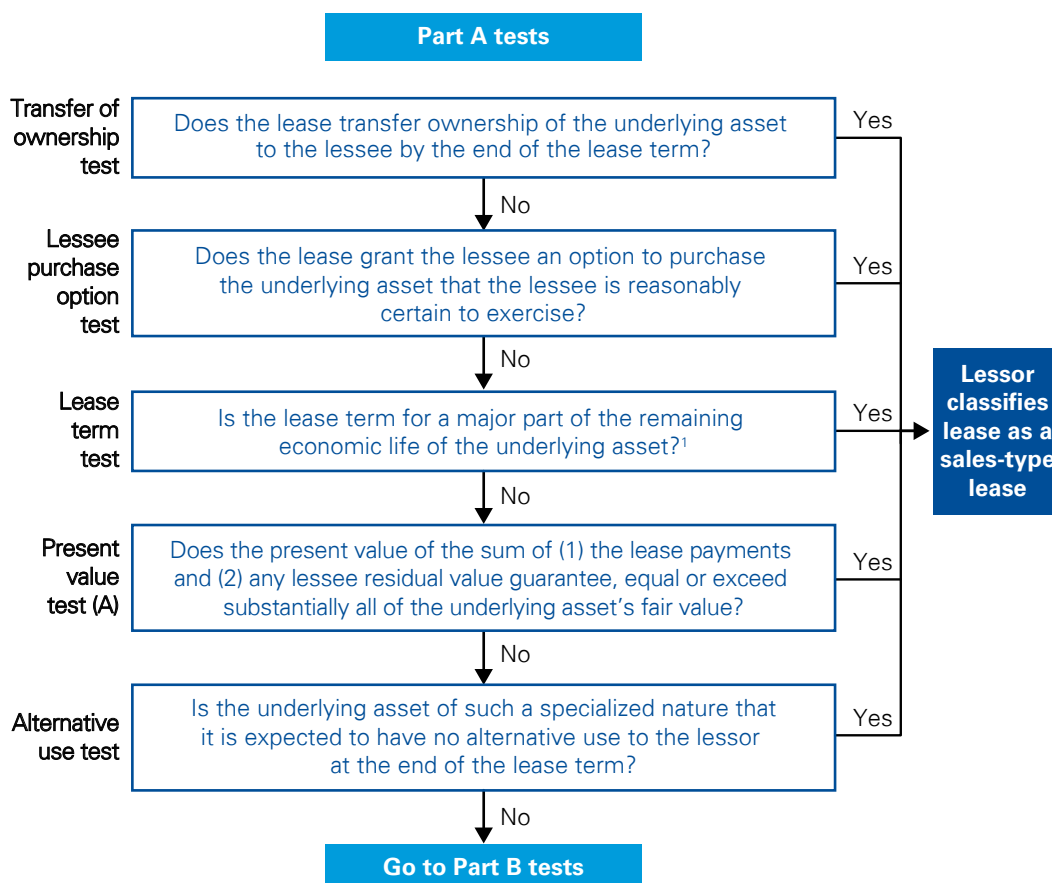 Part A tests
Transfer of
ownership
test
Does the lease transfer ownership of the underlying asset
to the lessee by the end of the lease term?
Yes
No
Lessee
purchase
option
test
Does the lease grant the lessee an option to purchase
the underlying asset that the lessee is reasonably
certain to exercise?
Yes
No
Lease
term
test
Is the lease term for a major part of the remaining
economic life of the underlying asset?¹
Yes
Lessor
classifies
lease as a
sales-type
lease
No
Present
value
test (A)
Does the present value of the sum of (1) the lease payments
and (2) any lessee residual value guarantee, equal or exceed
substantially all of the underlying asset's fair value?
Yes
No
Alternative
use test
Is the underlying asset of such a specialized nature that
it is expected to have no alternative use to the lessor
at the end of the lease term?
Yes
No
Go to Part B tests